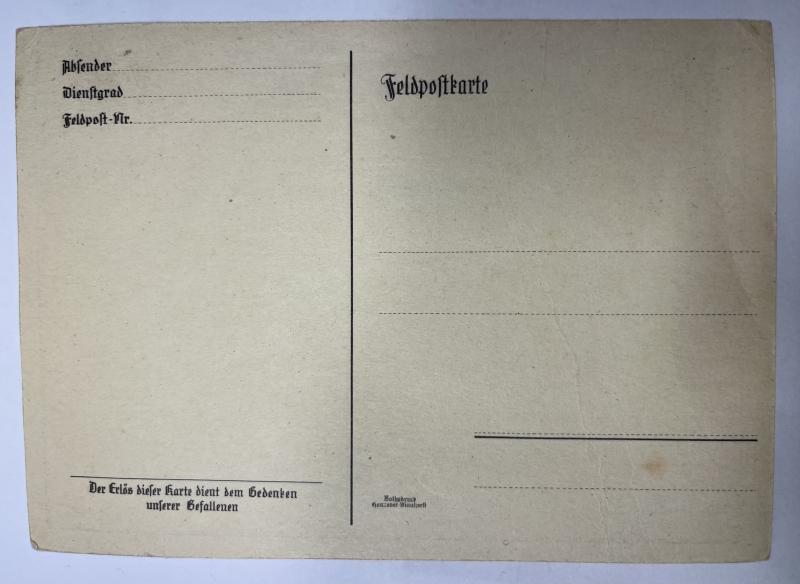 Absender
Dienstgrad
Feldpost-Nr.
Der Erlös dieser Karte dient dem Gedenken
unserer Gefallenen
Feldpostkarte